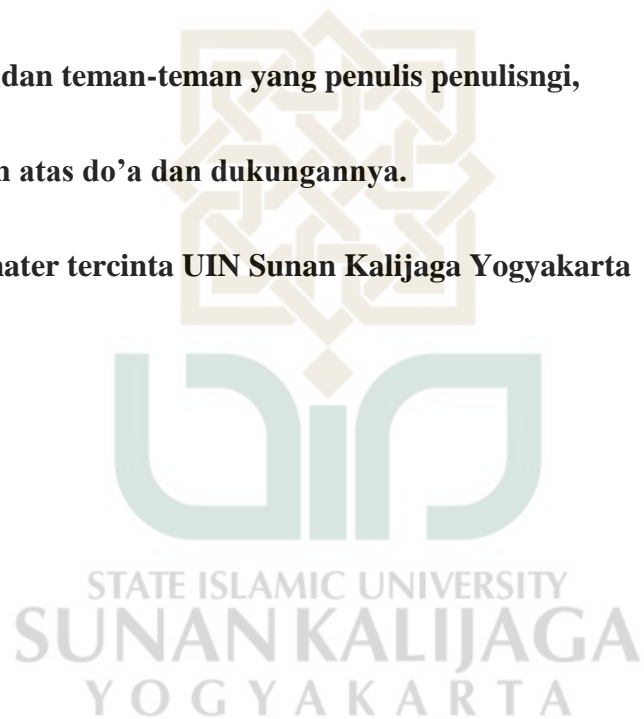 dan teman-teman yang penulis penulisngi,
atas do’a dan dukungannya.
tercinta UIN Sunan Kalijaga Yogyakarta
STATE ISLAMIC UNIVERSITY
SUNAN KALIJAGA
YOGYAKARTA